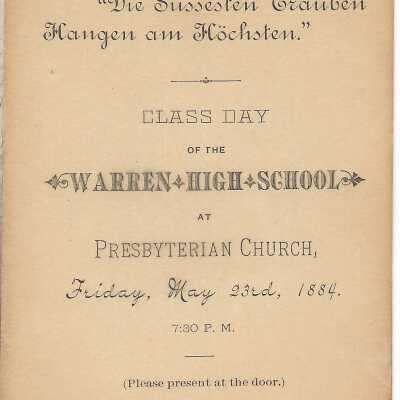 "Die Süssesten Trauben
Hangen am Höchsten."
CLASS DAY
OF THE
WARREN HIGH SCHOOL
AT
PRESBYTERIAN CHURCH,
Friday, May 23rd, 1884.
7:30 P. M.
(Please present at the door.)